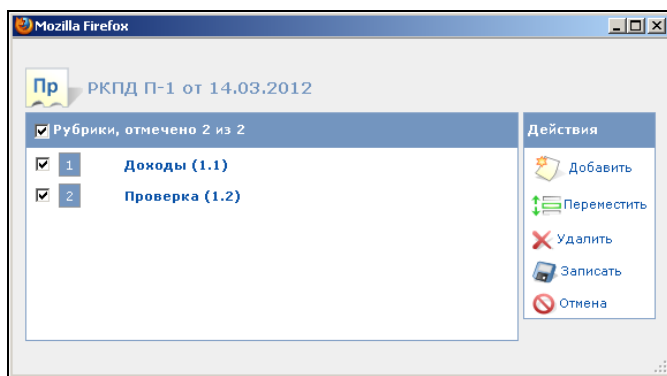 Mozilla Firefox
Пр
РКПД П-1 от 14.03.2012
Рубрики, отмечено 2 из 2
1 Доходы (1.1)
2 Проверка (1.2)
Действия
Добавить
Переместить
Удалить
Записать
Отмена